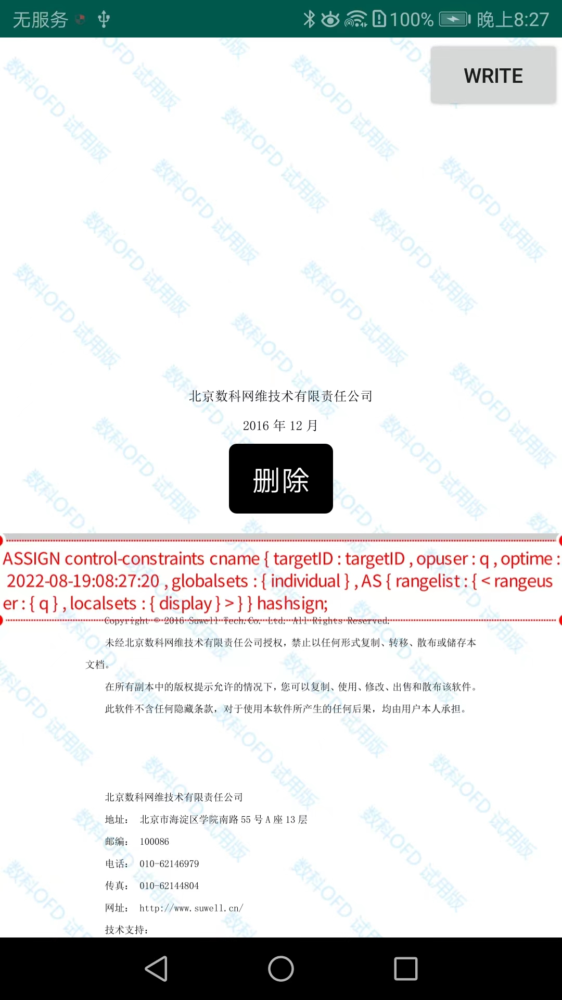 无服务 100% 晚上8:27
WRITE
北京数科网维技术有限责任公司
2016 年 12 月
删除
ASSIGN control-constraints cname { targetID : targetID , opuser : q , optime :
2022-08-19:08:27:20 , globalsets : { individual } , AS { rangelist : { < rangeus
er : { q } , localsets : { display } > } } hashsign;
Copyright © 2016 Suwell Tech.Co. Ltd. All Rights Reserved.
未经北京数科网维技术有限责任公司授权，禁止以任何形式复制、转移、散布或储存本
文档。
在所有副本中的版权提示允许的情况下，您可以复制、使用、修改、出售和散布该软件。
此软件不含任何隐藏条款，对于使用本软件所产生的任何后果，均由用户本人承担。
北京数科网维技术有限责任公司
地址： 北京市海淀区学院南路 55 号 A 座 13 层
邮编： 100086
电话： 010-62146979
传真： 010-62144804
网址： http://www.suwell.cn/
技术支持：
数科OFD 试用版